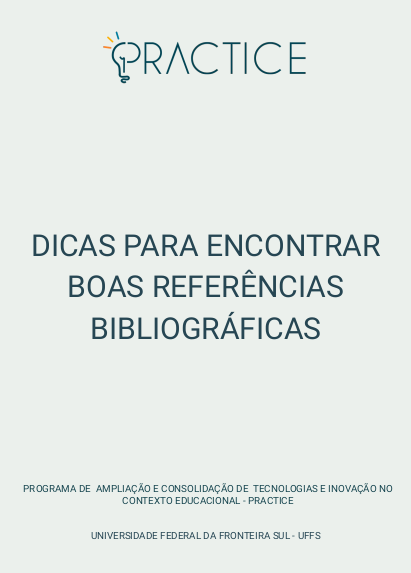 PRACTICE
DICAS PARA ENCONTRAR
BOAS REFERÊNCIAS
BIBLIOGRÁFICAS
PROGRAMA DE AMPLIAÇÃO E CONSOLIDAÇÃO DE TECNOLOGIAS E INOVAÇÃO NO
CONTEXTO EDUCACIONAL - PRACTICE
UNIVERSIDADE FEDERAL DA FRONTEIRA SUL - UFFS